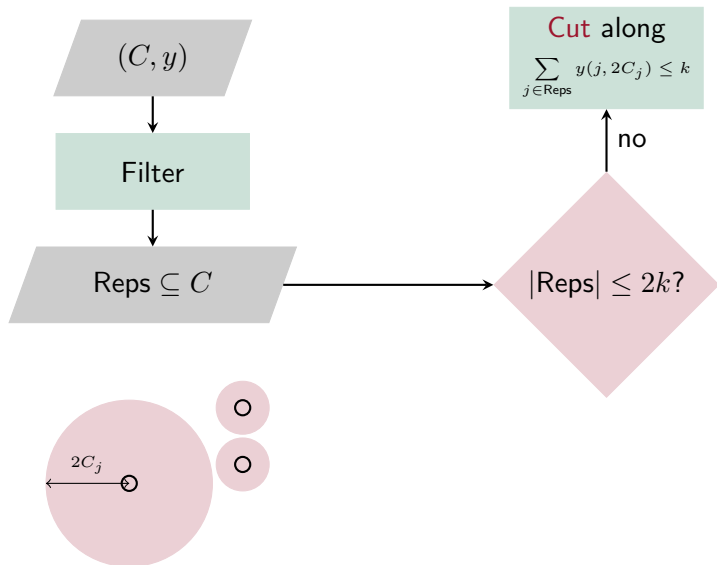 (C, y)
Filter
Reps ⊆ C
Cut along
∑ y(j, 2C_j) ≤ k
j∈Reps
no
|Reps| ≤ 2k?
2C_j